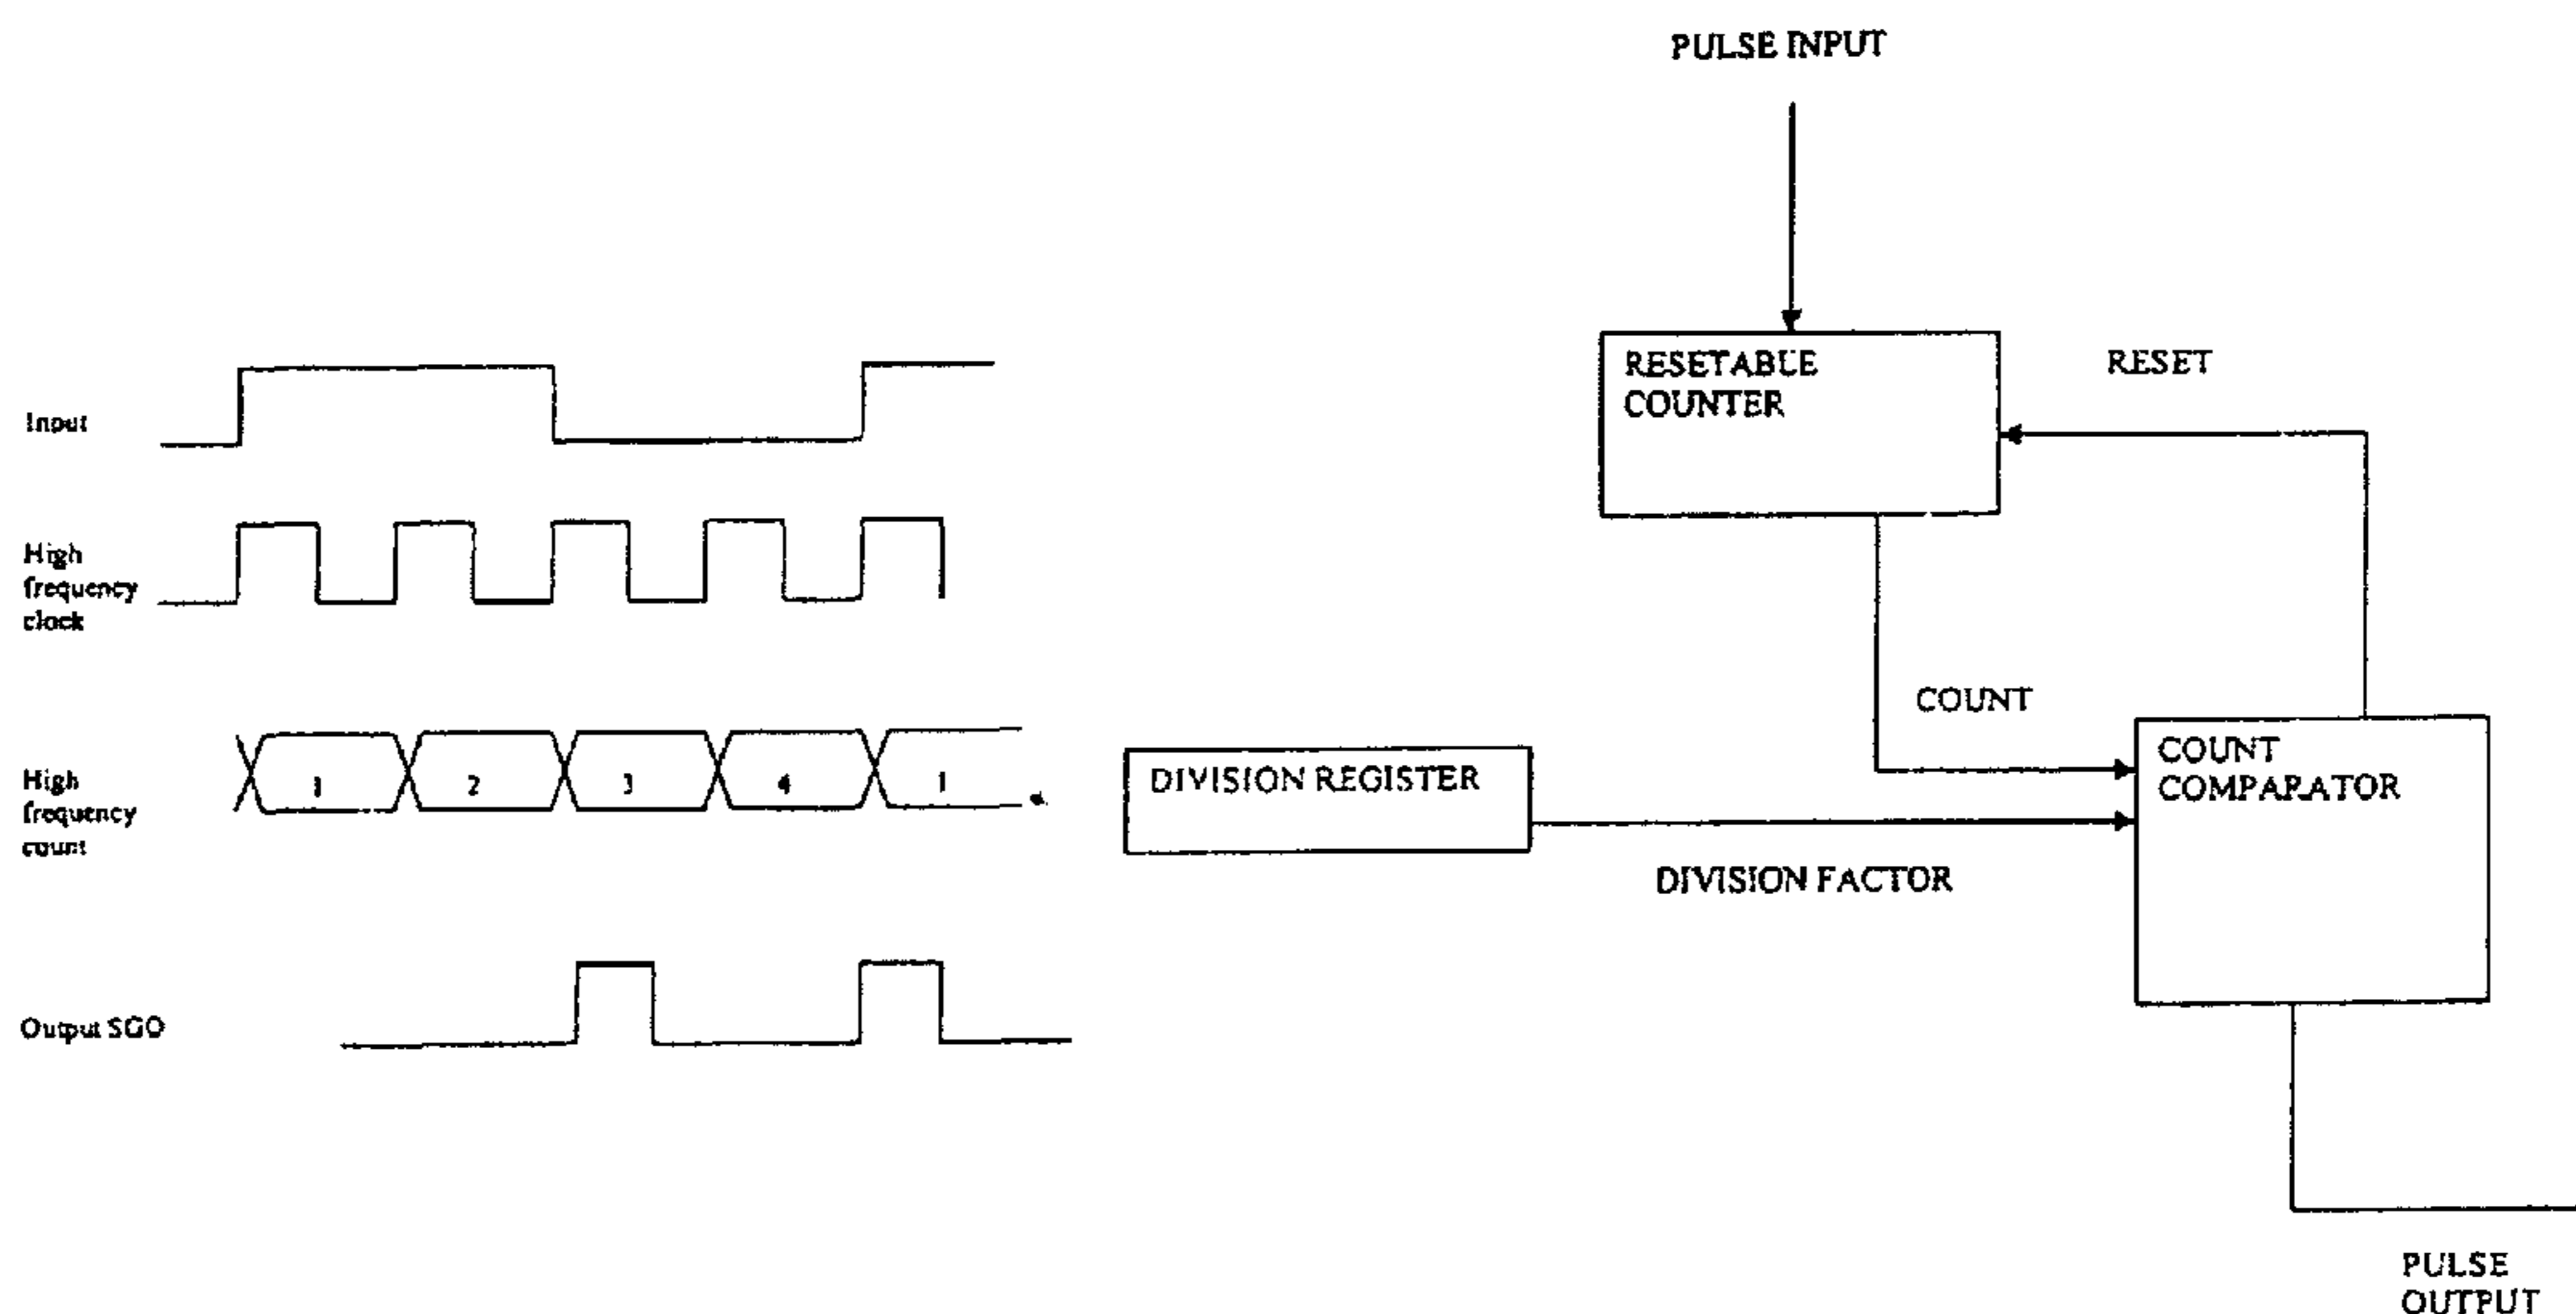 PULSE INPUT
RESETABLE
COUNTER
RESET
Input
High
frequency
clock
COUNT
High
frequency
count
1 2 3 4 1
DIVISION REGISTER
COUNT
COMPARATOR
DIVISION FACTOR
Output SGO
PULSE
OUTPUT